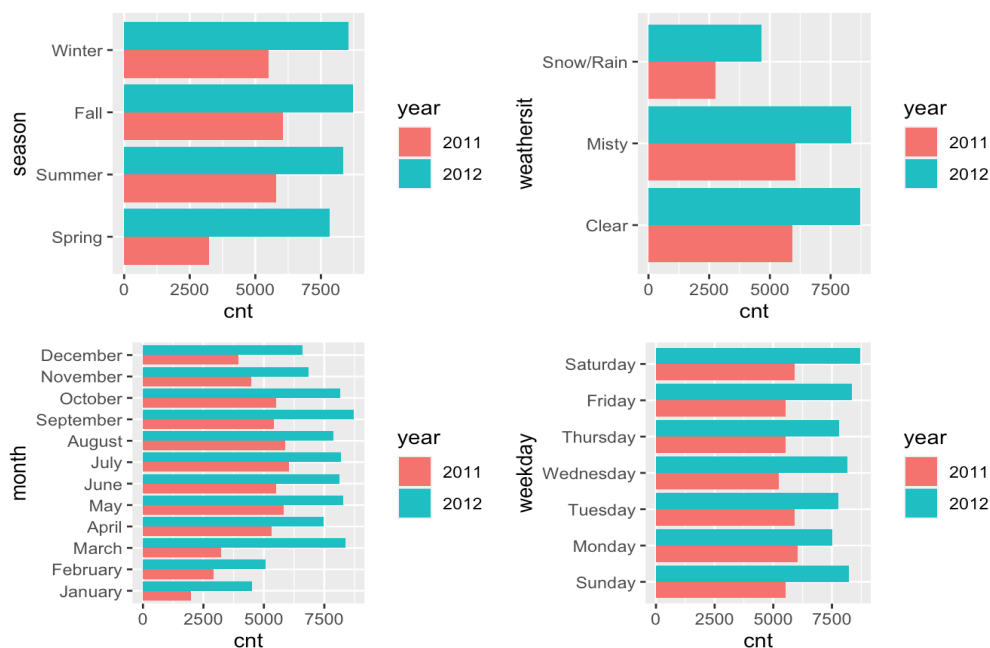 season
Winter
Fall
Summer
Spring
0 2500 5000 7500
cnt
year
2011
2012
weathersit
Snow/Rain
Misty
Clear
0 2500 5000 7500
cnt
year
2011
2012
month
December
November
October
September
August
July
June
May
April
March
February
January
0 2500 5000 7500
cnt
year
2011
2012
weekday
Saturday
Friday
Thursday
Wednesday
Tuesday
Monday
Sunday
0 2500 5000 7500
cnt
year
2011
2012